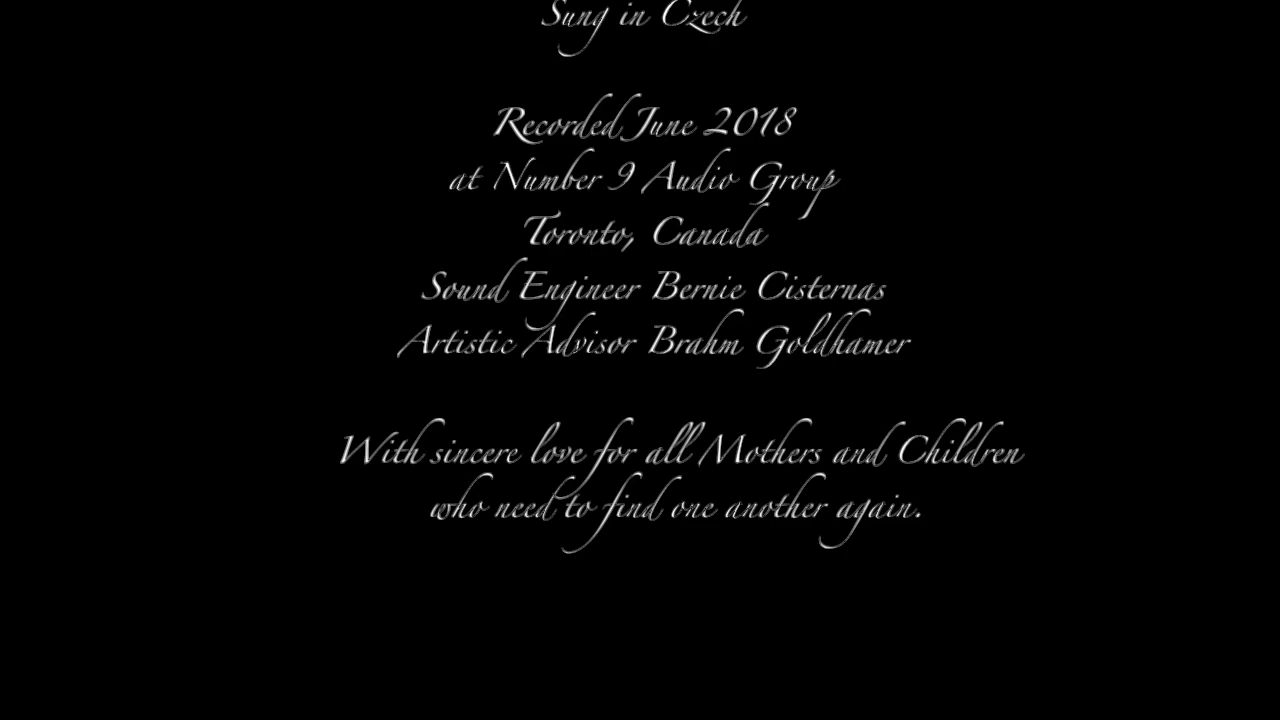 Sung in Czech
Recorded June 2018
at Number 9 Audio Group
Toronto, Canada
Sound Engineer Bernie Cisternas
Artistic Advisor Brahm Goldhamer
With sincere love for all Mothers and Children
who need to find one another again.